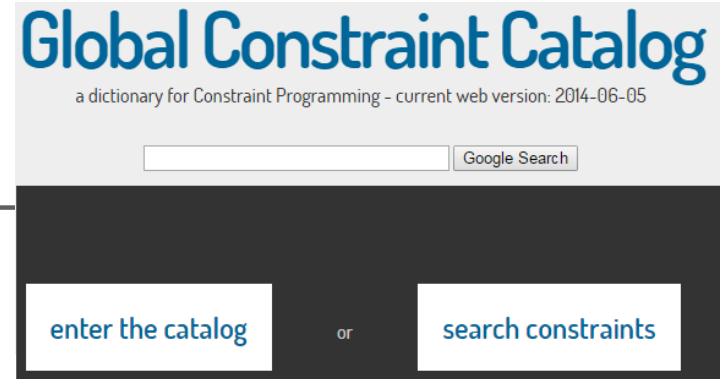 Global Constraint Catalog
a dictionary for Constraint Programming - current web version: 2014-06-05
Google Search
enter the catalog or search constraints